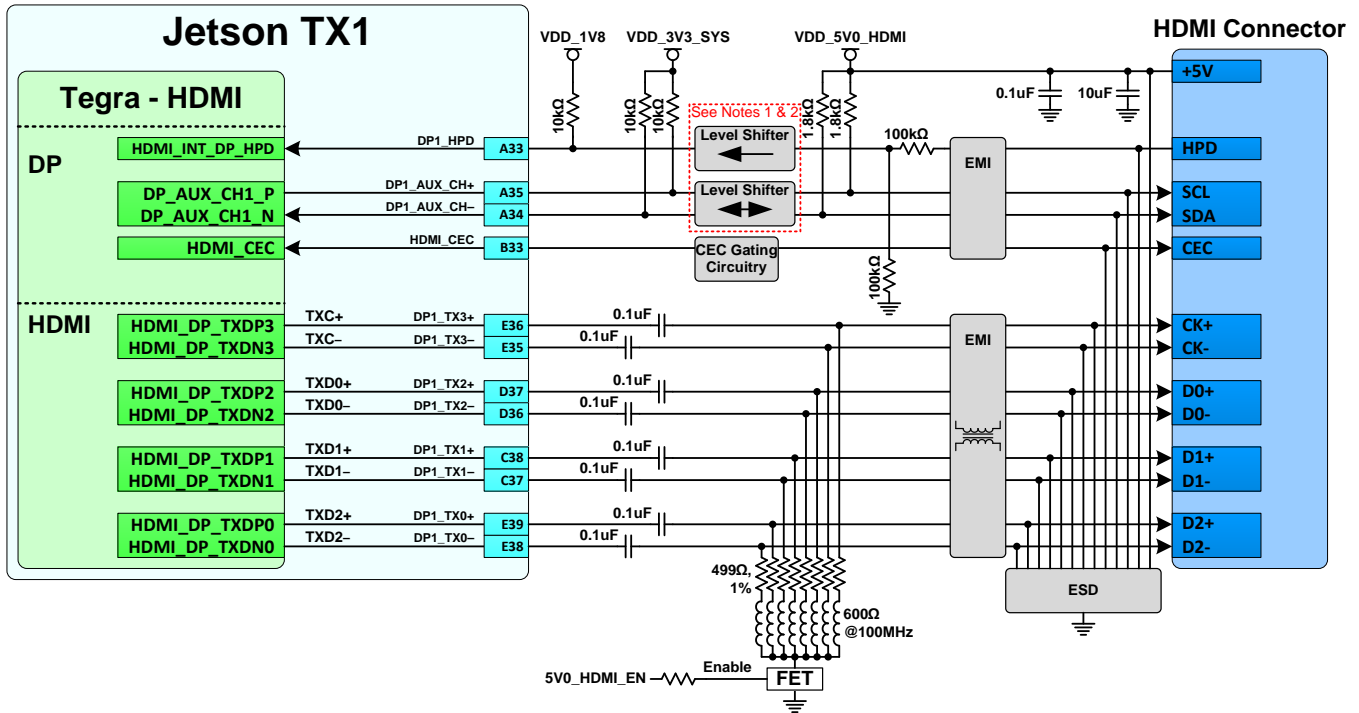 Jetson TX1
HDMI Connector
VDD_1V8
VDD_3V3_SYS
VDD_5V0_HDMI
Tegra - HDMI
+5V
0.1uF
10uF
10kΩ
10kΩ
10kΩ
1.8kΩ
1.8kΩ
See Notes 1 & 2
DP
HDMI_INT_DP_HPD
DP1_HPD
A33
Level Shifter
100kΩ
EMI
HPD
DP_AUX_CH1_P
DP1_AUX_CH+
A35
Level Shifter
SCL
DP_AUX_CH1_N
DP1_AUX_CH–
A34
SDA
HDMI_CEC
HDMI_CEC
B33
CEC Gating
Circuitry
CEC
100kΩ
HDMI
HDMI_DP_TXDP3
TXC+
DP1_TX3+
E36
0.1uF
EMI
CK+
HDMI_DP_TXDN3
TXC–
DP1_TX3–
E35
0.1uF
CK-
HDMI_DP_TXDP2
TXD0+
DP1_TX2+
D37
0.1uF
D0+
HDMI_DP_TXDN2
TXD0–
DP1_TX2–
D36
0.1uF
D0-
HDMI_DP_TXDP1
TXD1+
DP1_TX1+
C38
0.1uF
D1+
HDMI_DP_TXDN1
TXD1–
DP1_TX1–
C37
0.1uF
D1-
HDMI_DP_TXDP0
TXD2+
DP1_TX0+
E39
0.1uF
D2+
HDMI_DP_TXDN0
TXD2–
DP1_TX0–
E38
0.1uF
D2-
499Ω,
1%
600Ω
@100MHz
ESD
5V0_HDMI_EN
Enable
FET